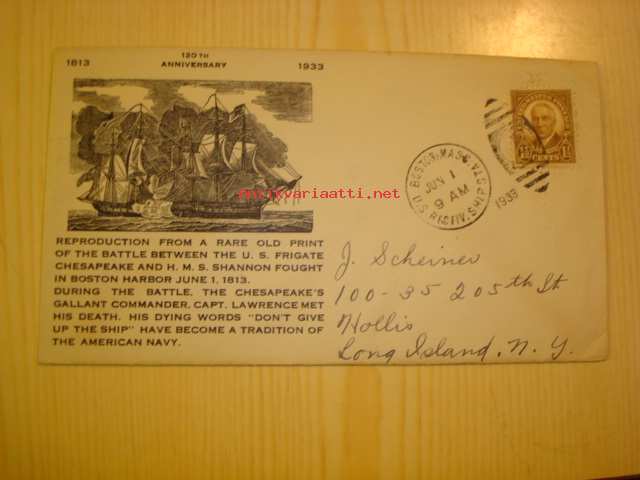 120TH
1813 ANNIVERSARY 1933
REPRODUCTION FROM A RARE OLD PRINT
OF THE BATTLE BETWEEN THE U. S. FRIGATE
CHESAPEAKE AND H. M. S. SHANNON FOUGHT
IN BOSTON HARBOR JUNE 1, 1813.
DURING THE BATTLE, THE CHESAPEAKE'S
GALLANT COMMANDER, CAPT. LAWRENCE MET
HIS DEATH. HIS DYING WORDS "DON'T GIVE
UP THE SHIP" HAVE BECOME A TRADITION OF
THE AMERICAN NAVY.
BOSTON, MASS.
JUN 1
9 AM
1933
CENTS
J. Scheiner
100-35 205th St
Hollis
Long Island, N. Y.
antikvariaatti.net